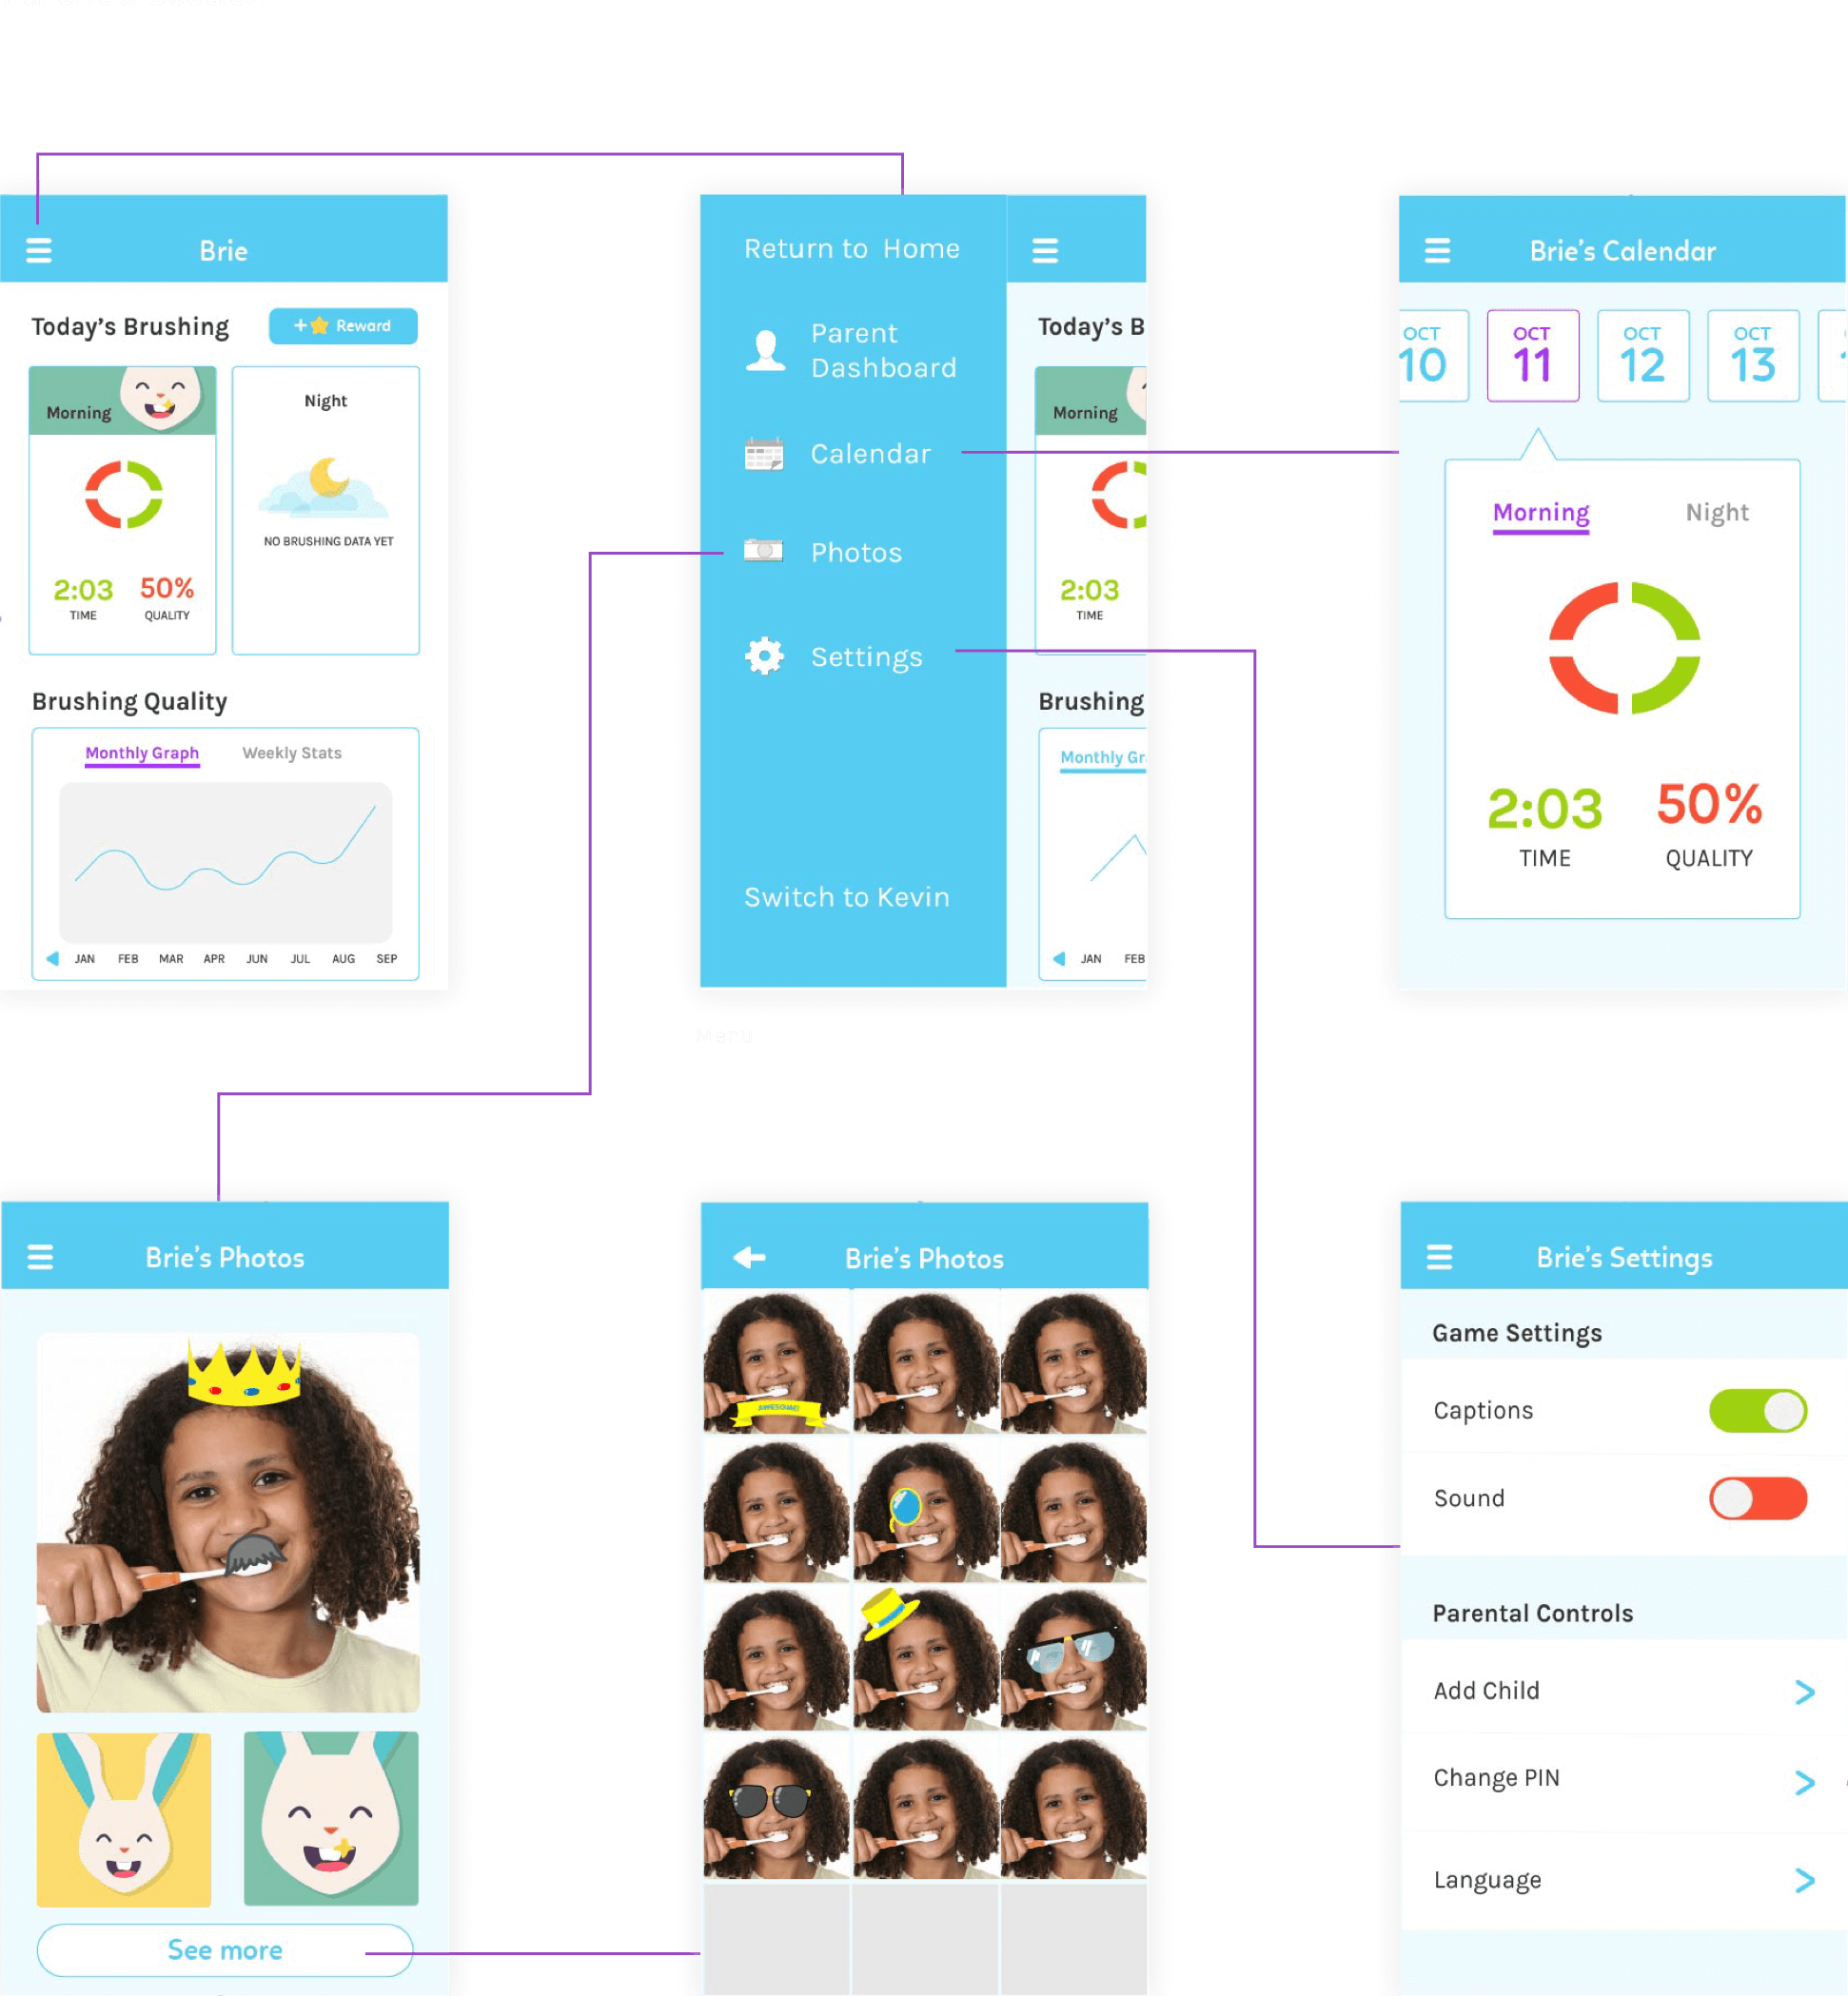 Brie
Today's Brushing
+ Reward
Morning
Night
NO BRUSHING DATA YET
2:03
50%
TIME
QUALITY
Brushing Quality
Monthly Graph
Weekly Stats
JAN FEB MAR APR JUN JUL AUG SEP
Return to Home
Parent
Dashboard
Calendar
Photos
Settings
Switch to Kevin
Today's B
Morning
2:03
TIME
Brushing
Monthly Gr
JAN FEB
Menu
Brie's Calendar
OCT
10
OCT
11
OCT
12
OCT
13
Morning
Night
2:03
50%
TIME
QUALITY
Brie's Photos
See more
Brie's Photos
AWESOME!
Brie's Settings
Game Settings
Captions
Sound
Parental Controls
Add Child
Change PIN
Language